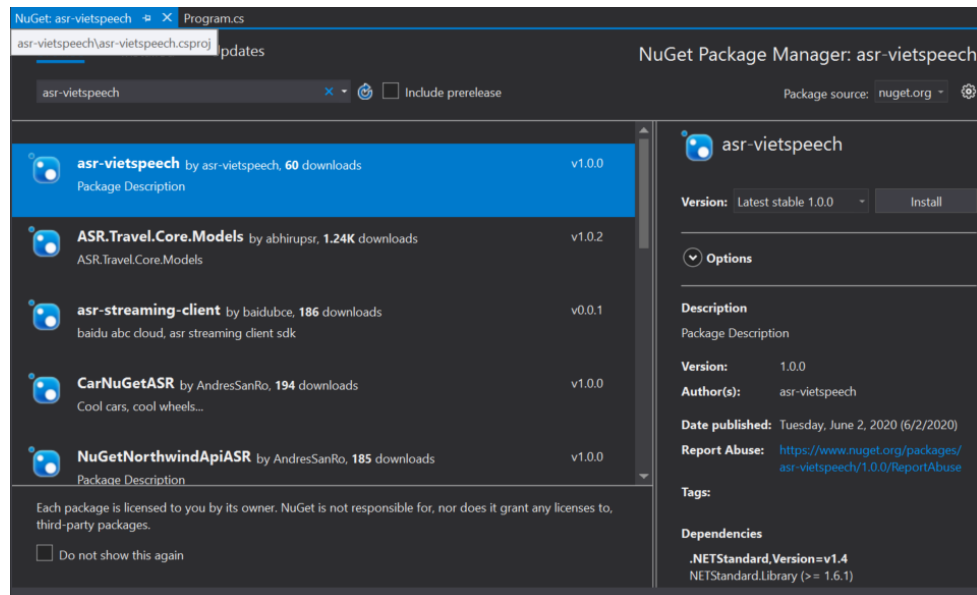 NuGet: asr-vietspeech Program.cs
asr-vietspeech\asr-vietspeech.csproj
pdates
NuGet Package Manager: asr-vietspeech
asr-vietspeech
Include prerelease
Package source: nuget.org
asr-vietspeech by asr-vietspeech, 60 downloads v1.0.0
Package Description
ASR.Travel.Core.Models by abhirupsr, 1.24K downloads v1.0.2
ASR.Travel.Core.Models
asr-streaming-client by baidubce, 186 downloads v0.0.1
baidu abc cloud, asr streaming client sdk
CarNuGetASR by AndresSanRo, 194 downloads v1.0.0
Cool cars, cool wheels...
NuGetNorthwindApiASR by AndresSanRo, 185 downloads v1.0.0
Package Description
Each package is licensed to you by its owner. NuGet is not responsible for, nor does it grant any licenses to,
third-party packages.
Do not show this again
asr-vietspeech
Version: Latest stable 1.0.0 Install
Options
Description
Package Description
Version: 1.0.0
Author(s): asr-vietspeech
Date published: Tuesday, June 2, 2020 (6/2/2020)
Report Abuse: https://www.nuget.org/packages/
asr-vietspeech/1.0.0/ReportAbuse
Tags:
Dependencies
.NETStandard,Version=v1.4
NETStandard.Library (>= 1.6.1)